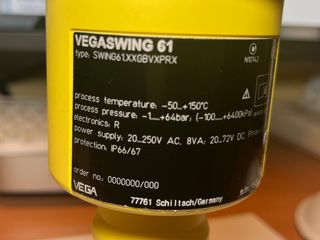 VEGASWING 61
type: SWING61.XXGBVXPRX
N10142
process temperature: -50...+150°C
process pressure: -1...+64bar; (-100...+6400kPa)
electronics: R
power supply: 20...250V AC, 8VA; 20...72V DC,
protection: IP66/67
order no.: 0000000/000
VEGA
77761 Schiltach/Germany